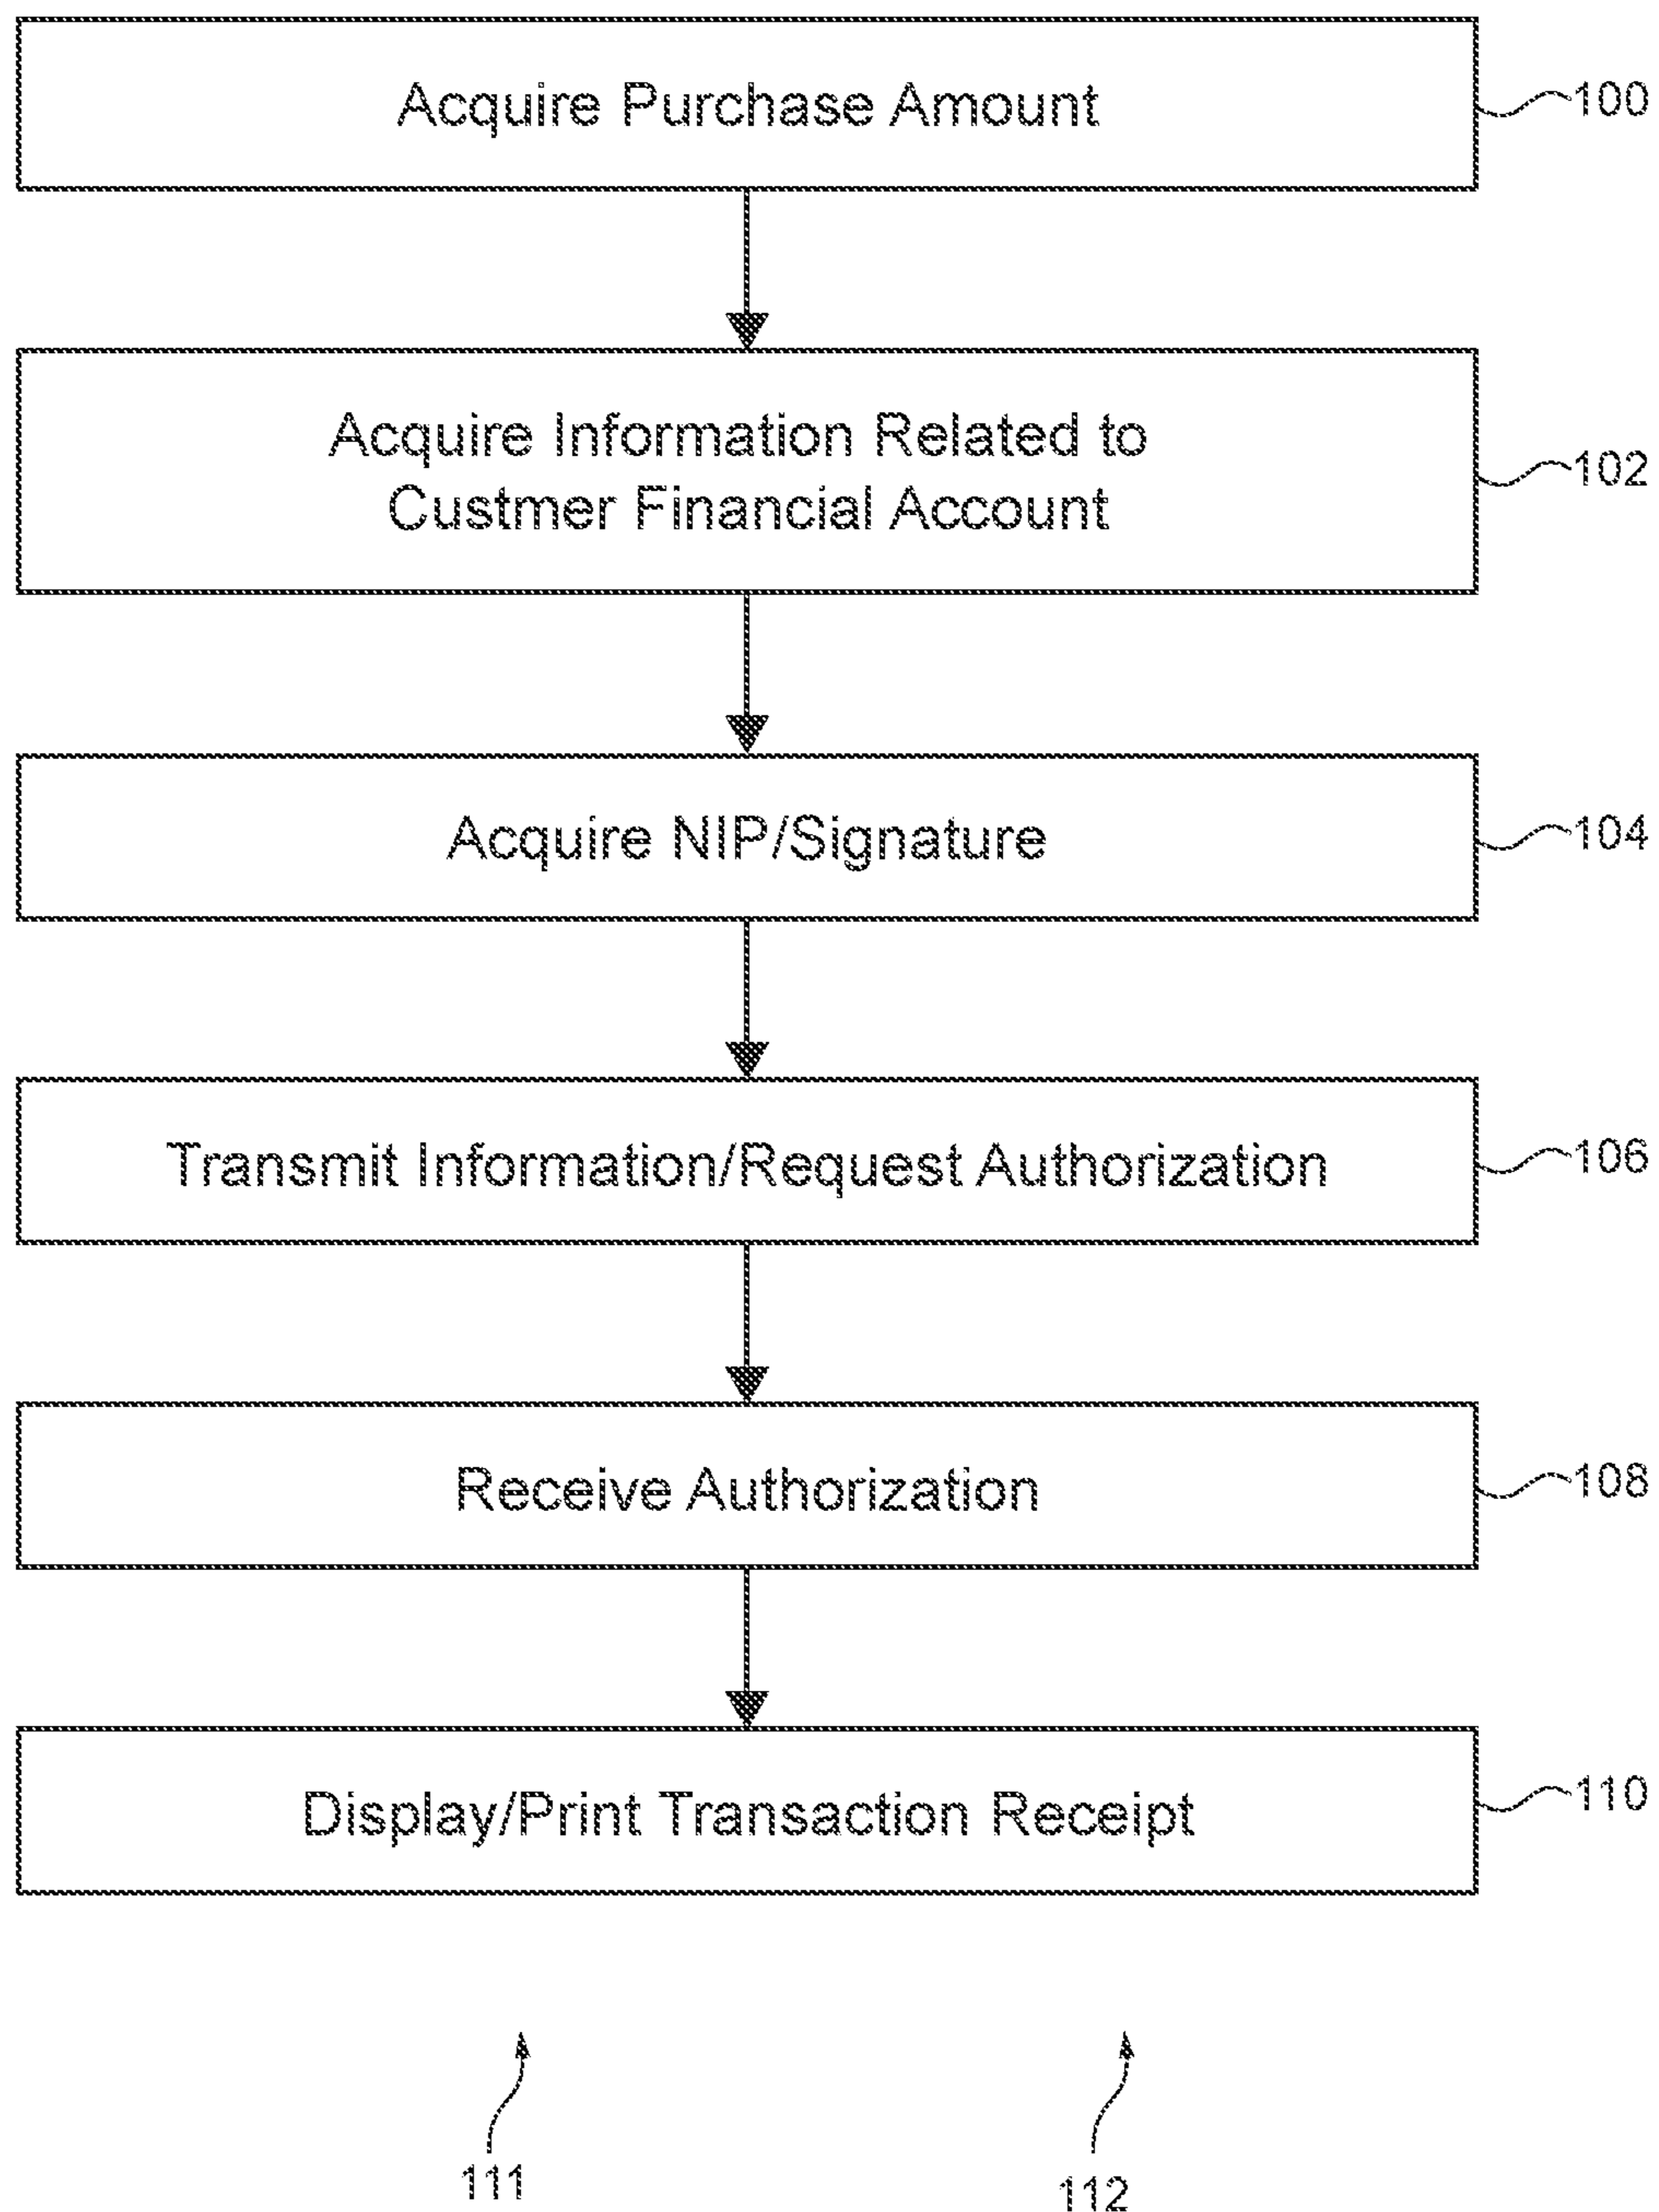 Acquire Purchase Amount
100
Acquire Information Related to
Custmer Financial Account
102
Acquire NIP/Signature
104
Transmit Information/Request Authorization
106
Receive Authorization
108
Display/Print Transaction Receipt
110
111
112